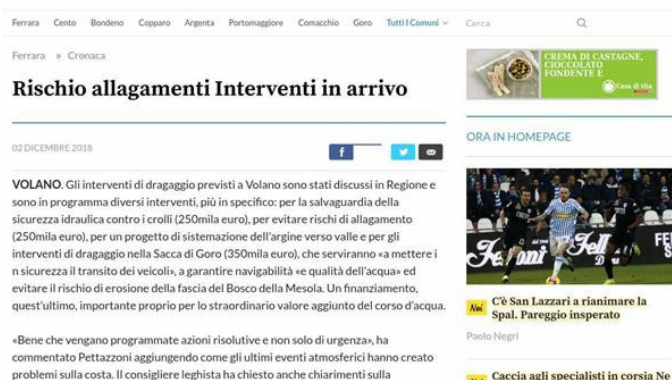 Ferrara Cento Bondeno Copparo Argenta Portomaggiore Comacchio Goro Tutti I Comuni Cerca
Ferrara » Cronaca
Rischio allagamenti Interventi in arrivo
02 DICEMBRE 2018
f
VOLANO. Gli interventi di dragaggio previsti a Volano sono stati discussi in Regione e
sono in programma diversi interventi, più in specifico: per la salvaguardia della
sicurezza idraulica contro i crolli (250mila euro), per evitare rischi di allagamento
(250mila euro), per un progetto di sistemazione dell'argine verso valle e per gli
interventi di dragaggio nella Sacca di Goro (350mila euro), che serviranno «a mettere i
n sicurezza il transito dei veicoli», a garantire navigabilità «e qualità dell'acqua» ed
evitare il rischio di erosione della fascia del Bosco della Mesola. Un finanziamento,
quest'ultimo, importante proprio per lo straordinario valore aggiunto del corso d'acqua.
«Bene che vengano programmate azioni risolutive e non solo di urgenza», ha
commentato Pettazzoni aggiungendo come gli ultimi eventi atmosferici hanno creato
problemi sulla costa. Il consigliere leghista ha chiesto anche chiarimenti sulla
CREMA DI CASTAGNE,
CIOCCOLATO
FONDENTE E
Casa di vita
ORA IN HOMEPAGE
Fell
FE
Noi C'è San Lazzari a rianimare la
Spal. Pareggio insperato
Paolo Negri
Caccia agli specialisti in corsia Ne